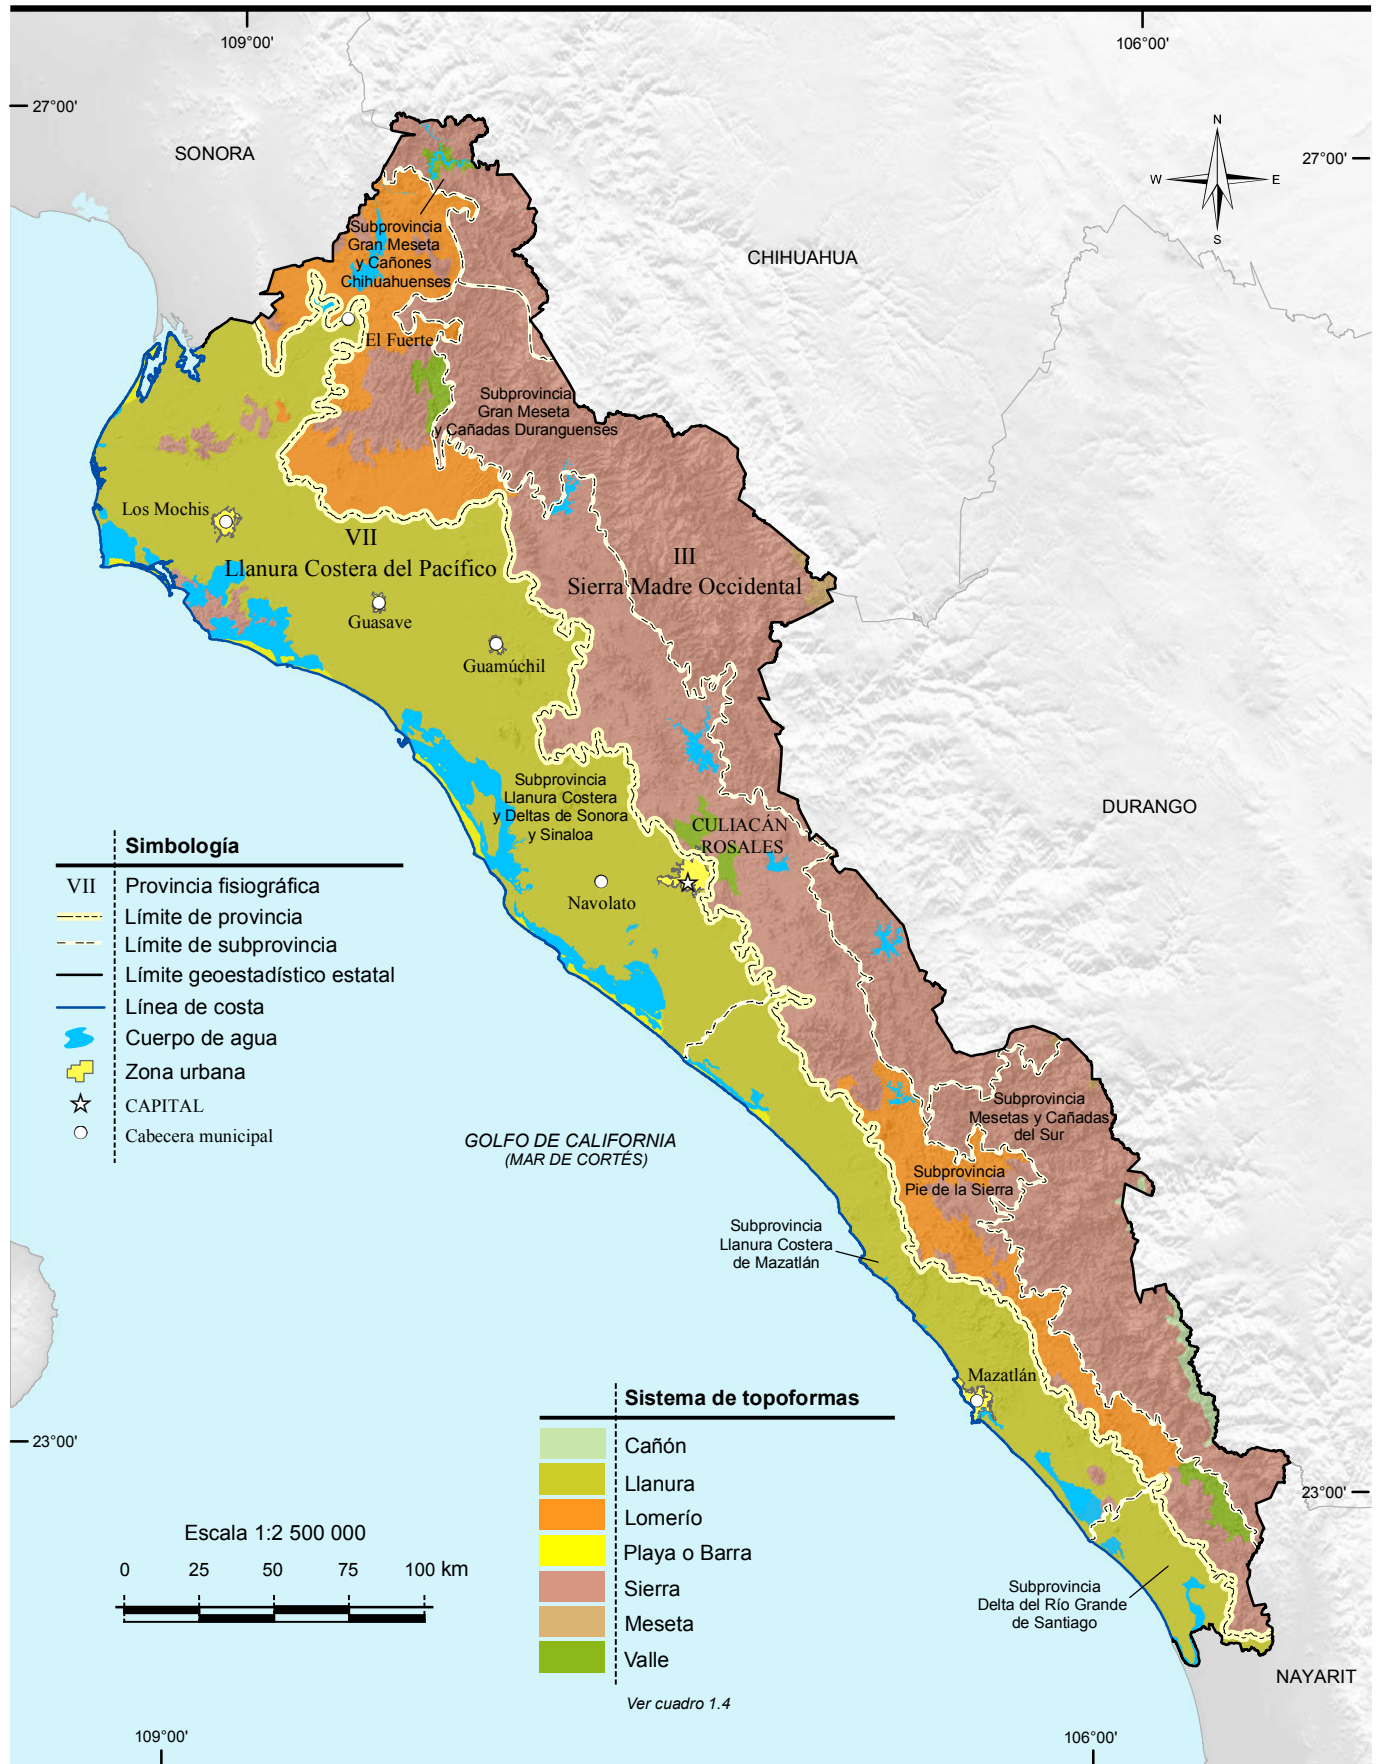 109°00'
106°00'
27°00'
27°00'
SONORA
N
W
E
S
CHIHUAHUA
Subprovincia
Gran Meseta
y Cañones
Chihuahuenses
El Fuerte
Subprovincia
Gran Meseta
y Cañadas Duranguenses
Los Mochis
VII
Llanura Costera del Pacífico
III
Sierra Madre Occidental
Guasave
Guamúchil
Subprovincia
Llanura Costera
y Deltas de Sonora
y Sinaloa
CULIACÁN
ROSALES
DURANGO
Navolato
Simbología
VII Provincia fisiográfica
Límite de provincia
Límite de subprovincia
Límite geoestadístico estatal
Línea de costa
Cuerpo de agua
Zona urbana
CAPITAL
Cabecera municipal
GOLFO DE CALIFORNIA
(MAR DE CORTÉS)
Subprovincia
Mesetas y Cañadas
del Sur
Subprovincia
Pie de la Sierra
Subprovincia
Llanura Costera
de Mazatlán
Mazatlán
Sistema de topoformas
Cañón
Llanura
Lomerío
Playa o Barra
Sierra
Meseta
Valle
Ver cuadro 1.4
23°00'
23°00'
Escala 1:2 500 000
0 25 50 75 100 km
Subprovincia
Delta del Río Grande
de Santiago
NAYARIT
109°00'
106°00'